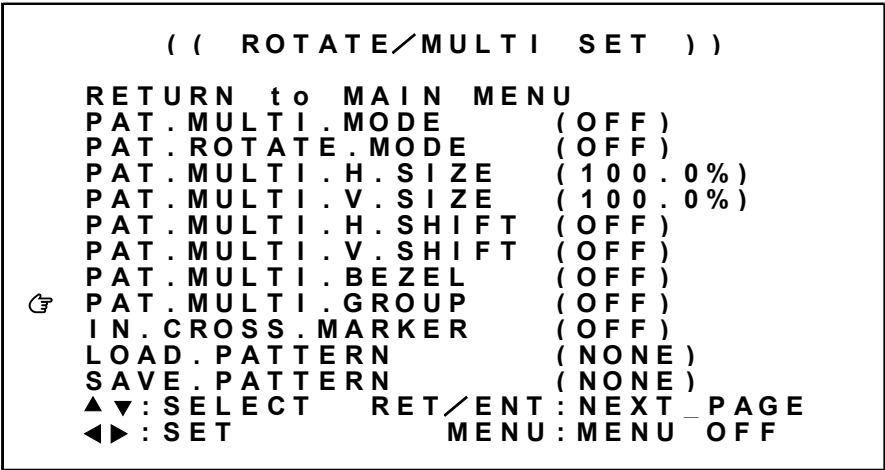 (( ROTATE/MULTI SET ))
RETURN to MAIN MENU
PAT.MULTI.MODE (OFF)
PAT.ROTATE.MODE (OFF)
PAT.MULTI.H.SIZE (100.0%)
PAT.MULTI.V.SIZE (100.0%)
PAT.MULTI.H.SHIFT (OFF)
PAT.MULTI.V.SHIFT (OFF)
PAT.MULTI.BEZEL (OFF)
PAT.MULTI.GROUP (OFF)
IN.CROSS.MARKER (OFF)
LOAD.PATTERN (NONE)
SAVE.PATTERN (NONE)
▲▼:SELECT RET/ENT:NEXT_PAGE
◀▶:SET MENU:MENU OFF